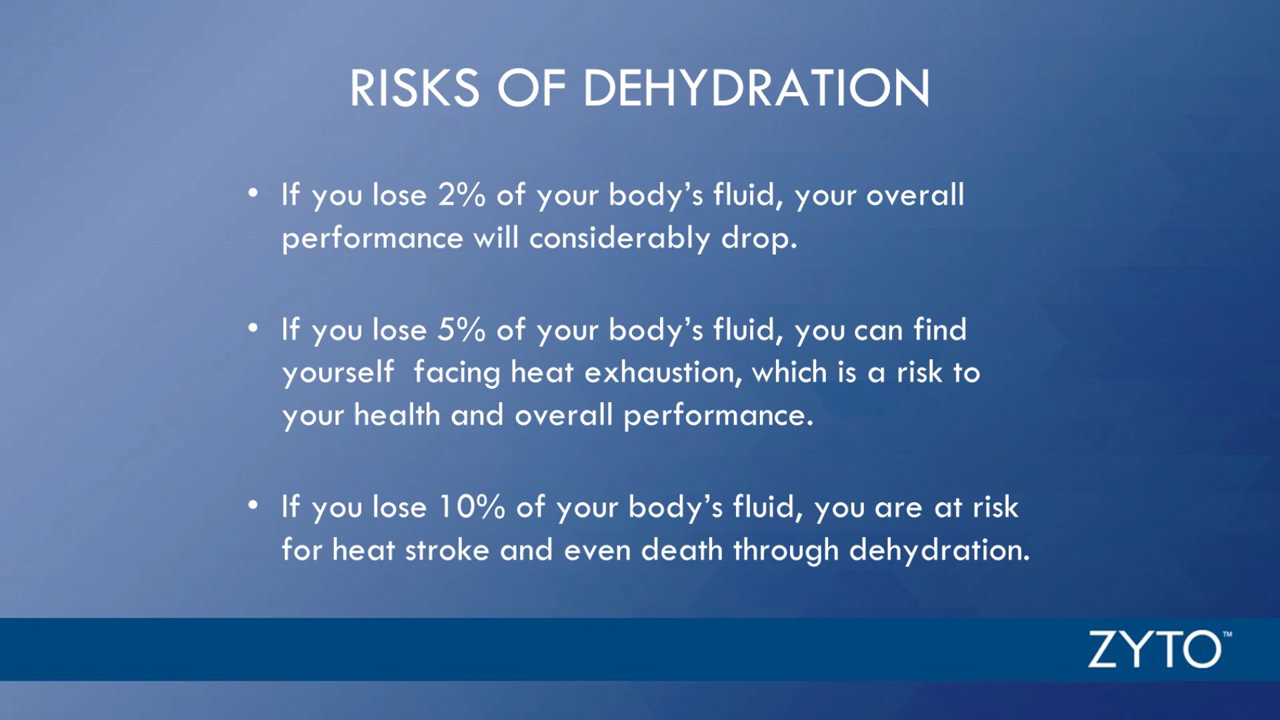 RISKS OF DEHYDRATION
• If you lose 2% of your body’s fluid, your overall
performance will considerably drop.
• If you lose 5% of your body’s fluid, you can find
yourself  facing heat exhaustion, which is a risk to
your health and overall performance.
• If you lose 10% of your body’s fluid, you are at risk
for heat stroke and even death through dehydration.
ZYTO™